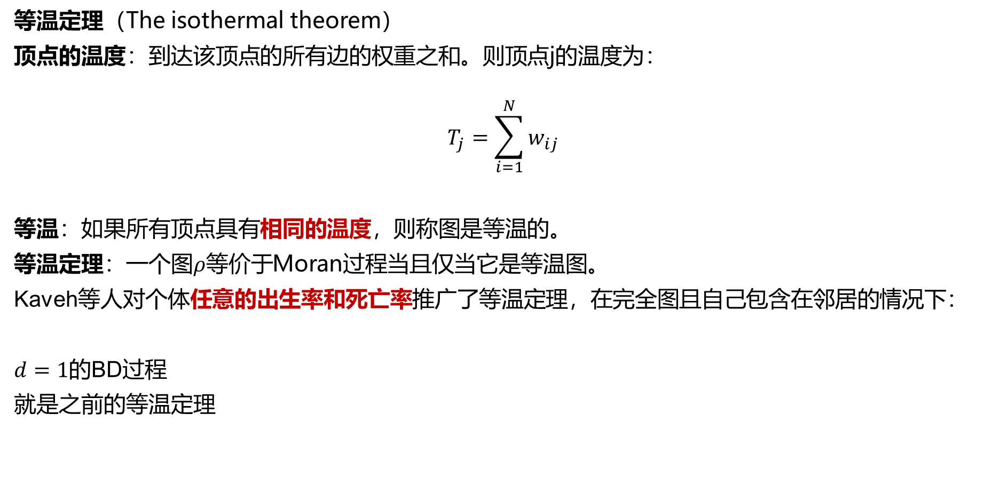 等温定理（The isothermal theorem）
顶点的温度：到达该顶点的所有边的权重之和。则顶点j的温度为：
$T_j = \sum_{i=1}^{N} w_{ij}$
等温：如果所有顶点具有相同的温度，则称图是等温的。
等温定理：一个图ρ等价于Moran过程当且仅当它是等温图。
Kaveh等人对个体任意的出生率和死亡率推广了等温定理，在完全图且自己包含在邻居的情况下：
d = 1的BD过程
就是之前的等温定理